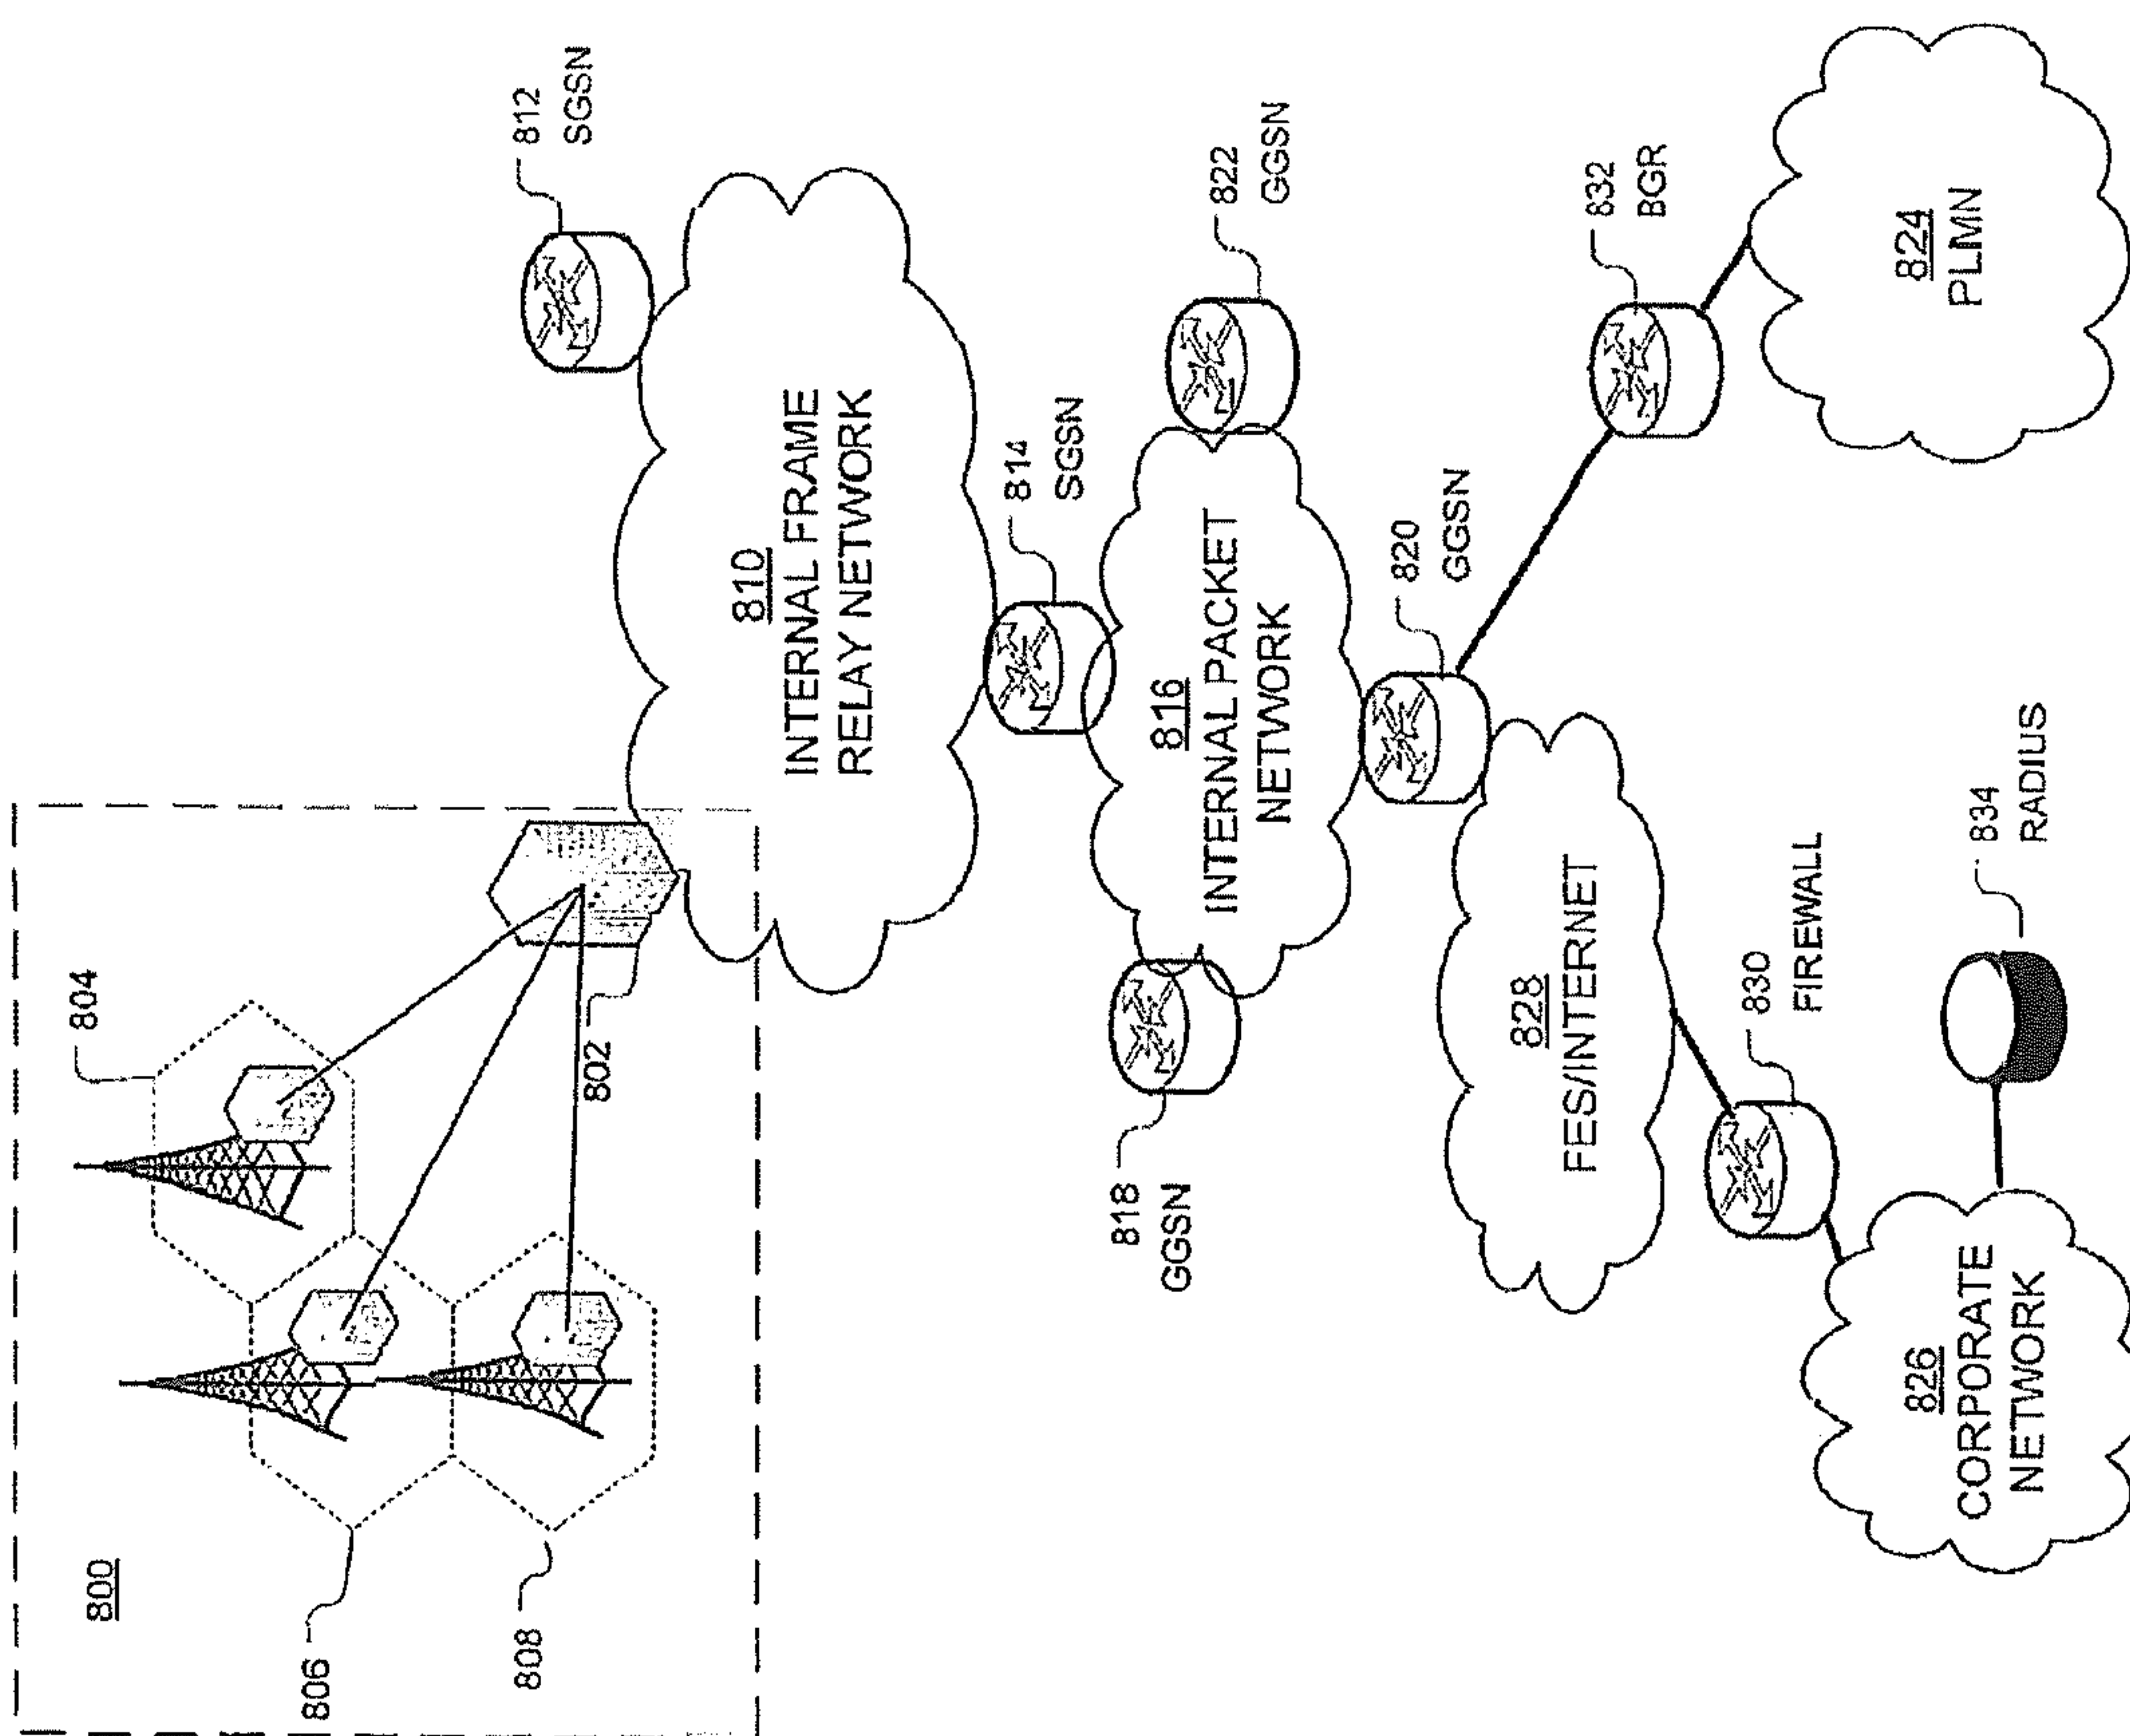 800
804
806
808
802
812
SGSN
810
INTERNAL FRAME
RELAY NETWORK
814
SGSN
816
INTERNAL PACKET
NETWORK
818
GGSN
822
GGSN
820
GGSN
828
FES/INTERNET
830
FIREWALL
832
BGR
826
CORPORATE
NETWORK
834
RADIUS
824
PLMN